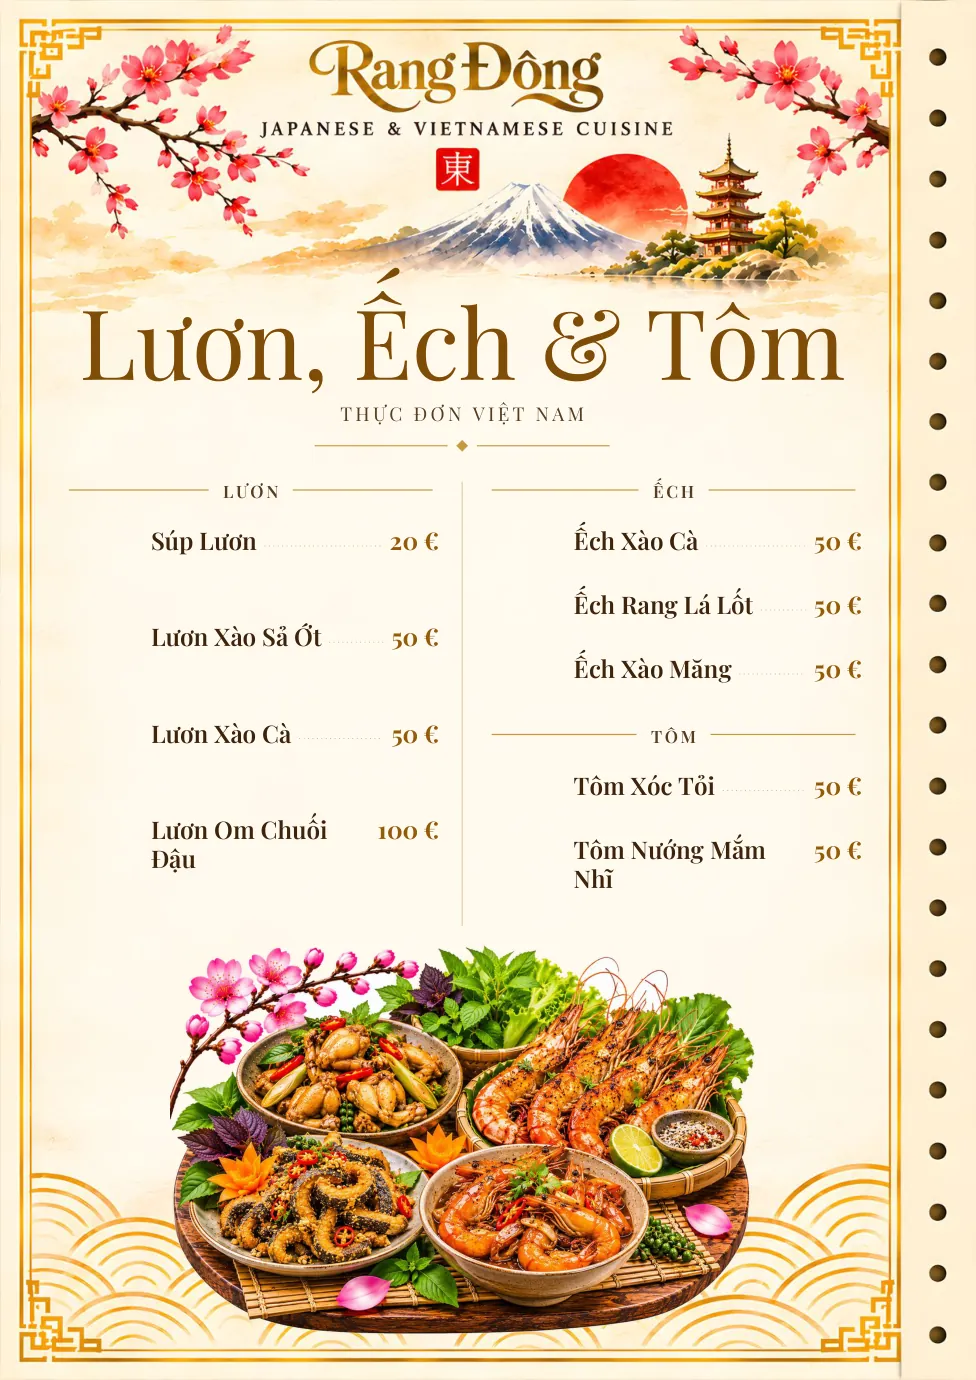 Rạng Đông
JAPANESE & VIETNAMESE CUISINE
東
Lươn, Ếch & Tôm
THỰC ĐƠN VIỆT NAM
LƯƠN
Súp Lươn 20 €
Lươn Xào Sả Ớt 50 €
Lươn Xào Cà 50 €
Lươn Om Chuối 100 €
Đậu
ẾCH
Ếch Xào Cà 50 €
Ếch Rang Lá Lốt 50 €
Ếch Xào Măng 50 €
TÔM
Tôm Xóc Tỏi 50 €
Tôm Nướng Mắm 50 €
Nhĩ